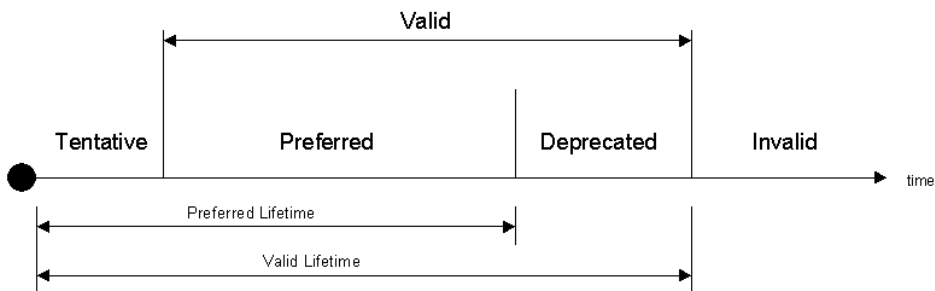 Valid
Tentative Preferred Deprecated Invalid
time
Preferred Lifetime
Valid Lifetime